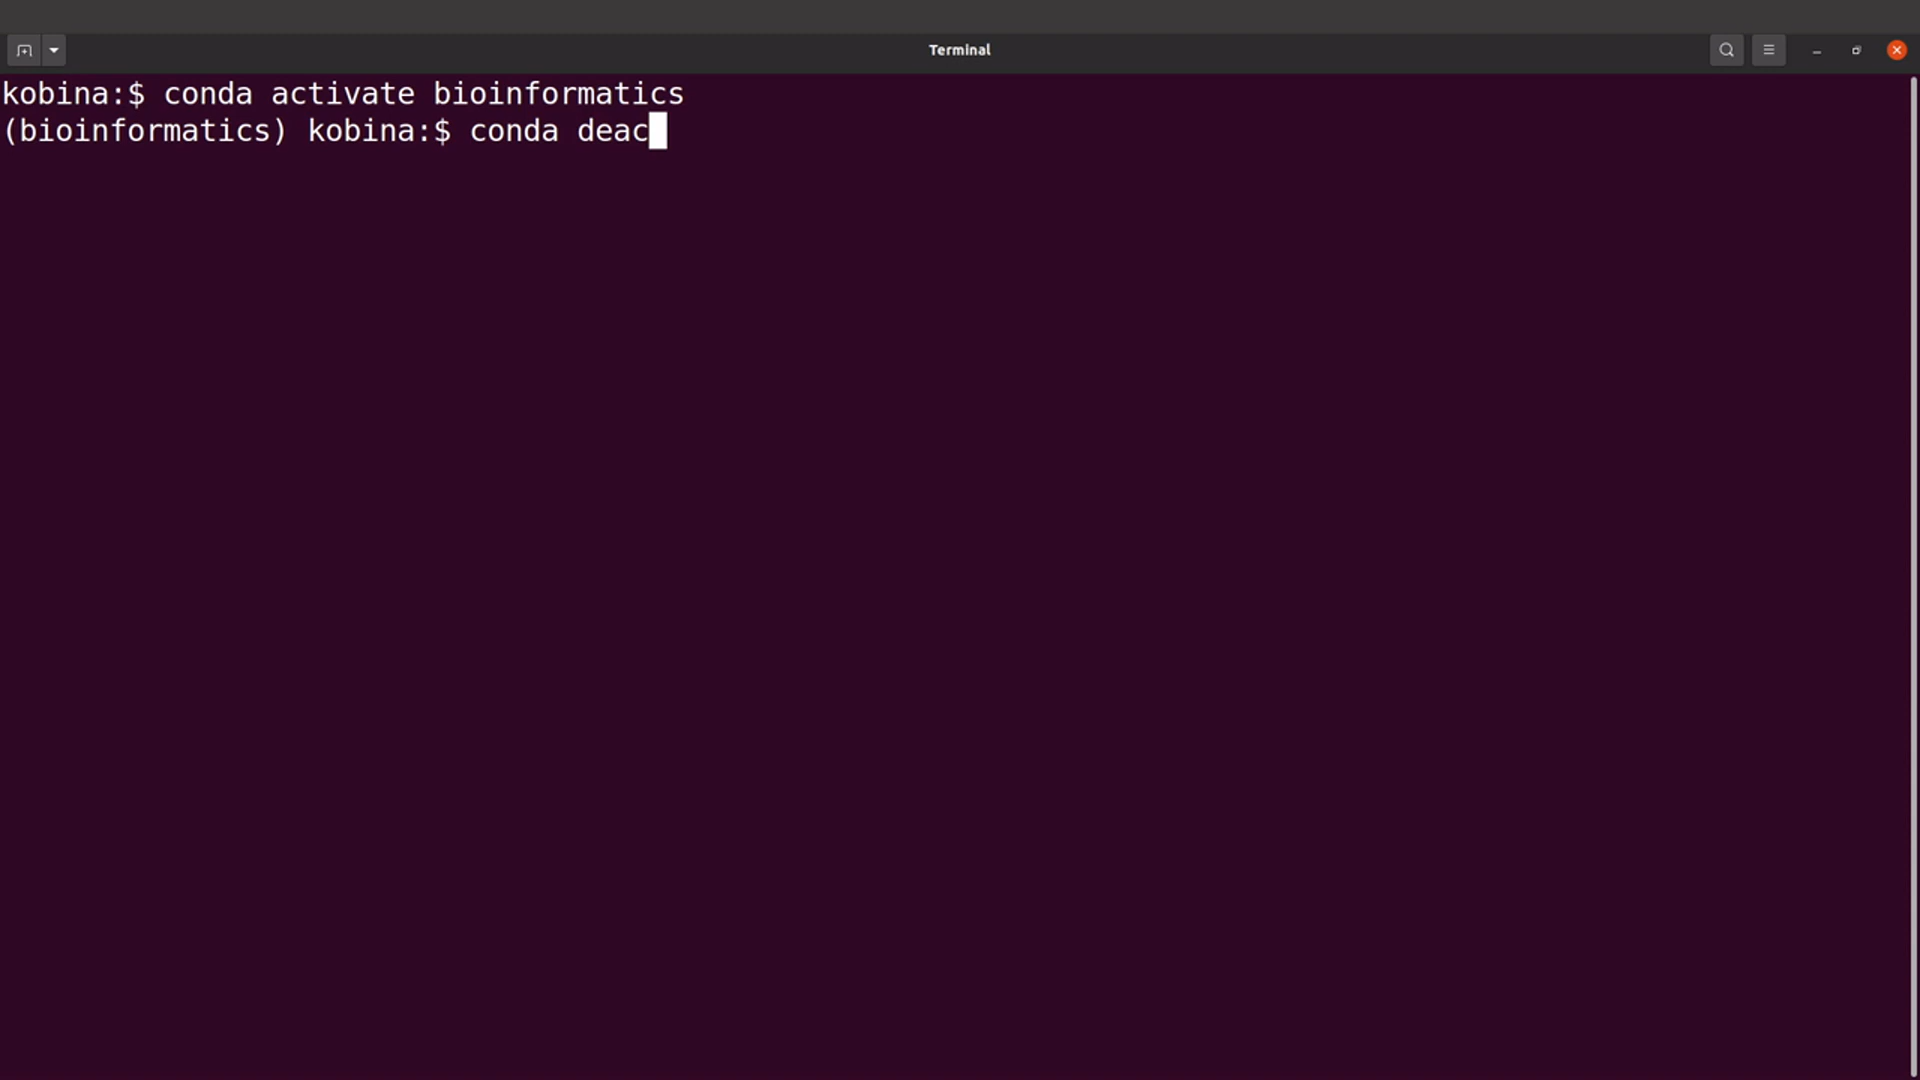 Terminal
kobina:$ conda activate bioinformatics
(bioinformatics) kobina:$ conda deac